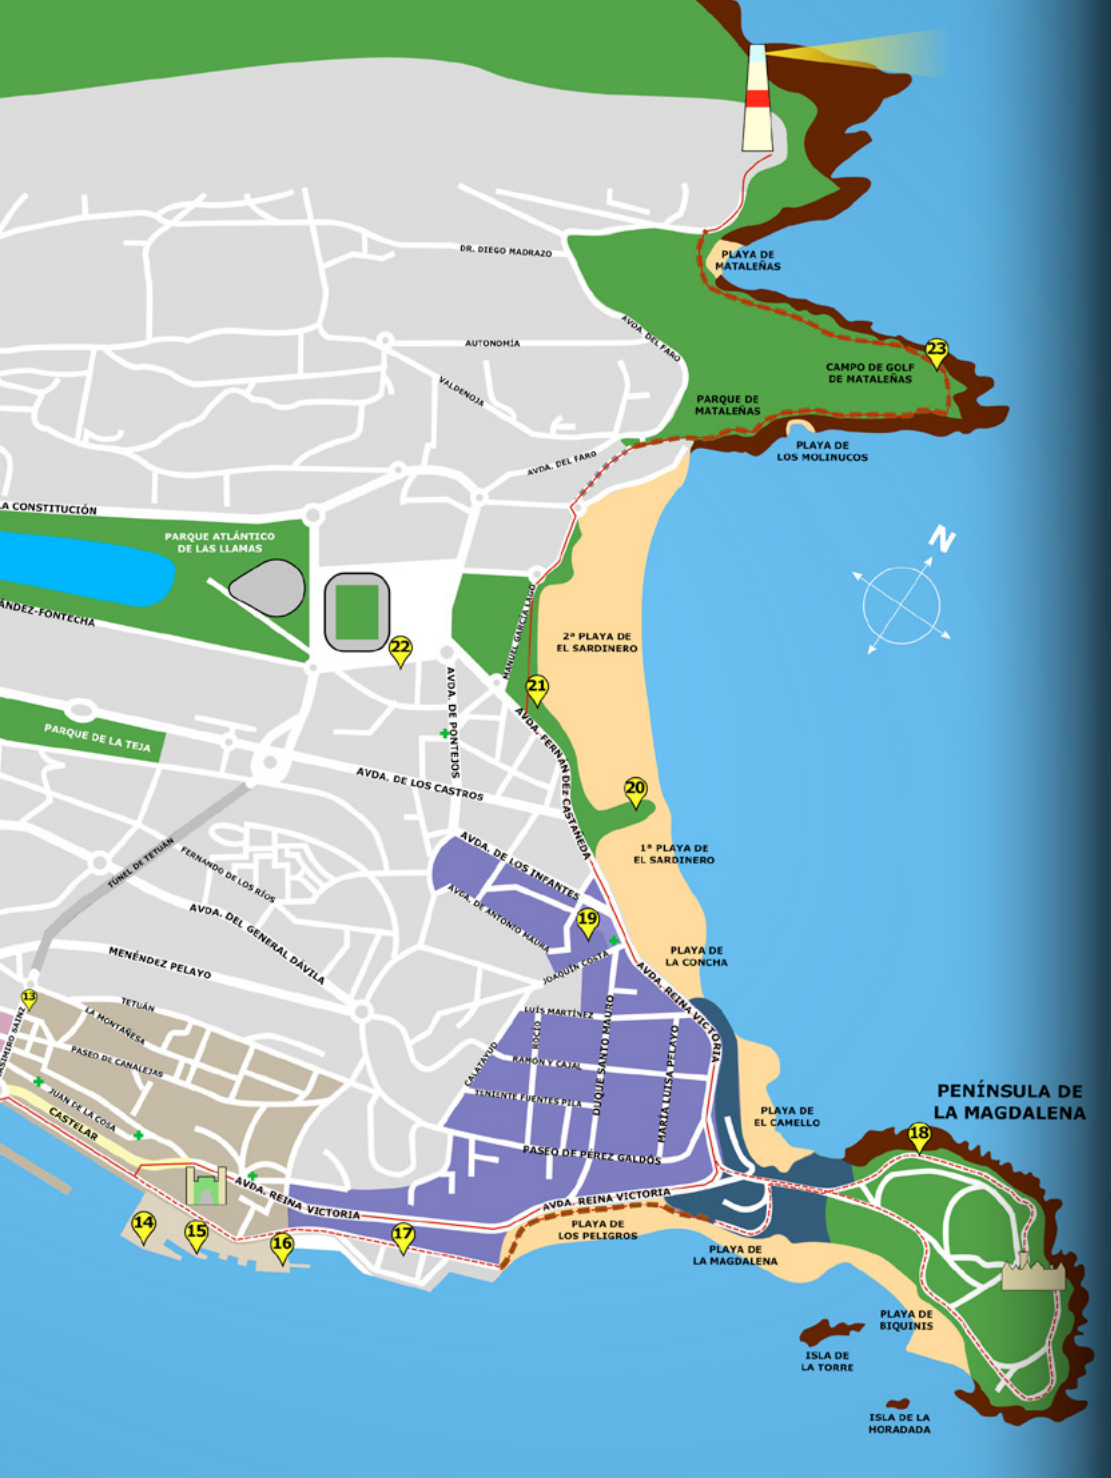 PLAYA DE
MATALEÑAS
DR. DIEGO MADRAZO
AVDA. DEL FARO
AUTONOMÍA
23
CAMPO DE GOLF
DE MATALEÑAS
VALDENOJA
PARQUE DE
MATALEÑAS
PLAYA DE
LOS MOLINUCOS
AVDA. DEL FARO
LA CONSTITUCIÓN
PARQUE ATLÁNTICO
DE LAS LLAMAS
N
ÁNDEZ-FONTECHA
MANUEL GARCÍA LAGO
2ª PLAYA DE
EL SARDINERO
22
21
AVDA. DE PONTEJOS
PARQUE DE LA TEJA
AVDA. FERNÁNDEZ CASTAÑEDA
AVDA. DE LOS CASTROS
20
1ª PLAYA DE
EL SARDINERO
TÚNEL DE TETUÁN
FERNANDO DE LOS RÍOS
AVDA. DE LOS INFANTES
AVDA. DE ANTONIO MAURA
AVDA. DEL GENERAL DÁVILA
19
JOAQUÍN COSTA
PLAYA DE
LA CONCHA
MENÉNDEZ PELAYO
AVDA. REINA VICTORIA
13
TETUÁN
LA MONTAÑESA
CASIMIRO SAINZ
LUÍS MARTÍNEZ
ROCÍO
DUQUE SANTO MAURO
MARÍA LUISA PELAYO
PASEO DE CANALEJAS
CALATAYUD
RAMÓN Y CAJAL
TENIENTE FUENTES PILA
JUAN DE LA COSA
CASTELAR
PENÍNSULA DE
LA MAGDALENA
PLAYA DE
EL CAMELLO
18
PASEO DE PÉREZ GALDÓS
AVDA. REINA VICTORIA
AVDA. REINA VICTORIA
14
15
16
17
PLAYA DE
LOS PELIGROS
PLAYA DE
LA MAGDALENA
PLAYA DE
BIQUINIS
ISLA DE
LA TORRE
ISLA DE LA
HORADADA